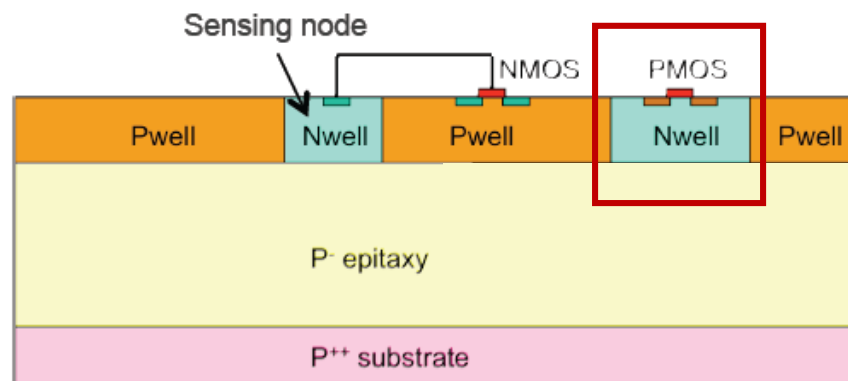 Sensing node
NMOS
PMOS
Pwell
Nwell
Pwell
Nwell
Pwell
P⁻ epitaxy
P⁺⁺ substrate